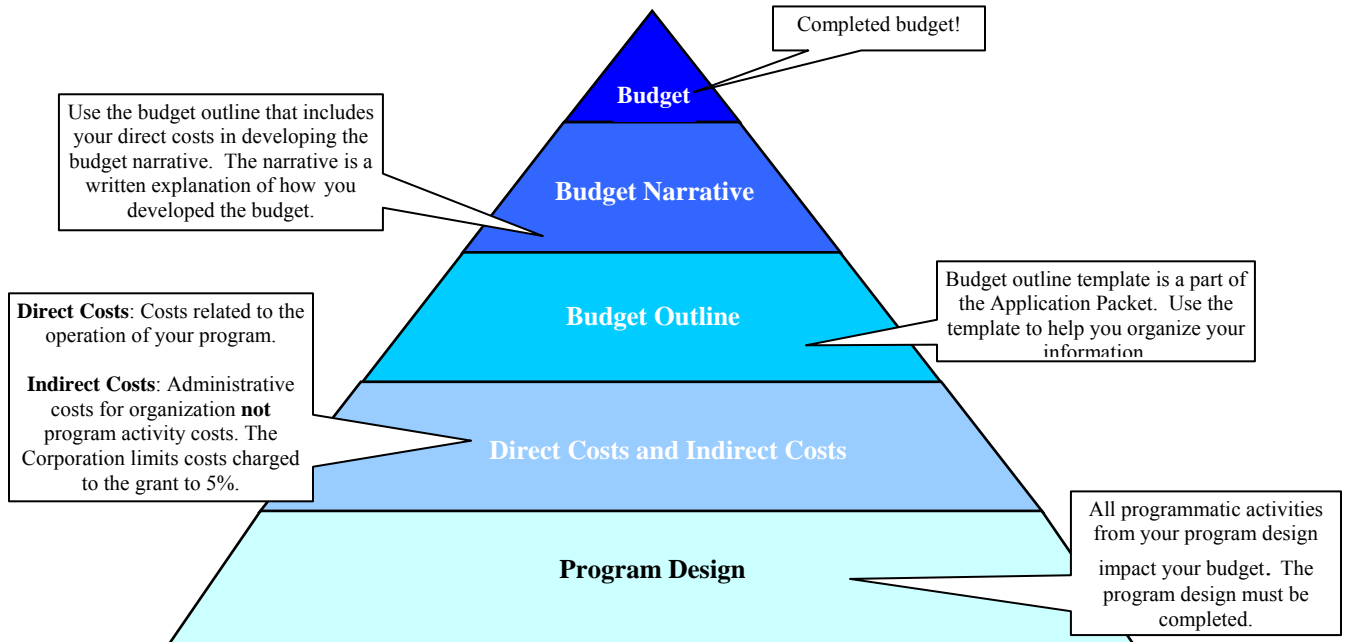 Completed budget!
Budget
Use the budget outline that includes
your direct costs in developing the
budget narrative. The narrative is a
written explanation of how you
developed the budget.
Budget Narrative
Budget outline template is a part of
the Application Packet. Use the
template to help you organize your
information
Budget Outline
Direct Costs: Costs related to the
operation of your program.
Indirect Costs: Administrative
costs for organization not
program activity costs. The
Corporation limits costs charged
to the grant to 5%.
Direct Costs and Indirect Costs
All programmatic activities
from your program design
impact your budget. The
program design must be
completed.
Program Design